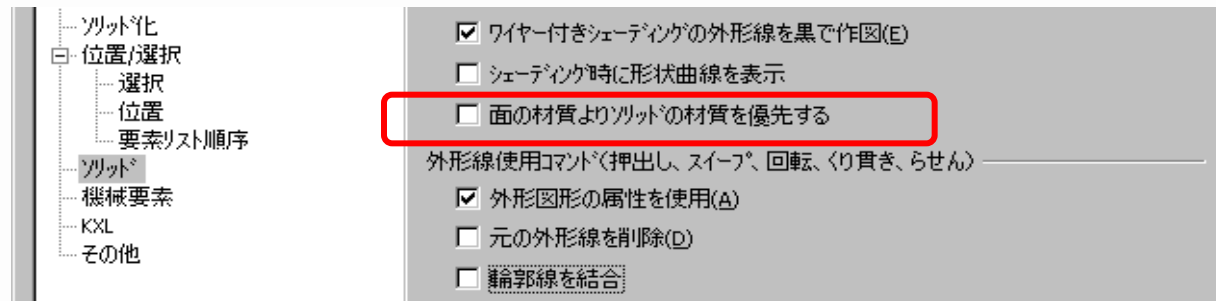 ｿﾘｯﾄﾞ化
位置/選択
選択
位置
要素ﾘｽﾄ順序
ｿﾘｯﾄﾞ
機械要素
KXL
その他
ﾜｲﾔｰ付きｼｪｰﾃﾞｨﾝｸﾞの外形線を黒で作図(E)
ｼｪｰﾃﾞｨﾝｸﾞ時に形状曲線を表示
面の材質よりｿﾘｯﾄﾞの材質を優先する
外形線使用ｺﾏﾝﾄﾞ(押出し、ｽｲｰﾌﾟ、回転、くり貫き、らせん)
外形図形の属性を使用(A)
元の外形線を削除(D)
輪郭線を結合